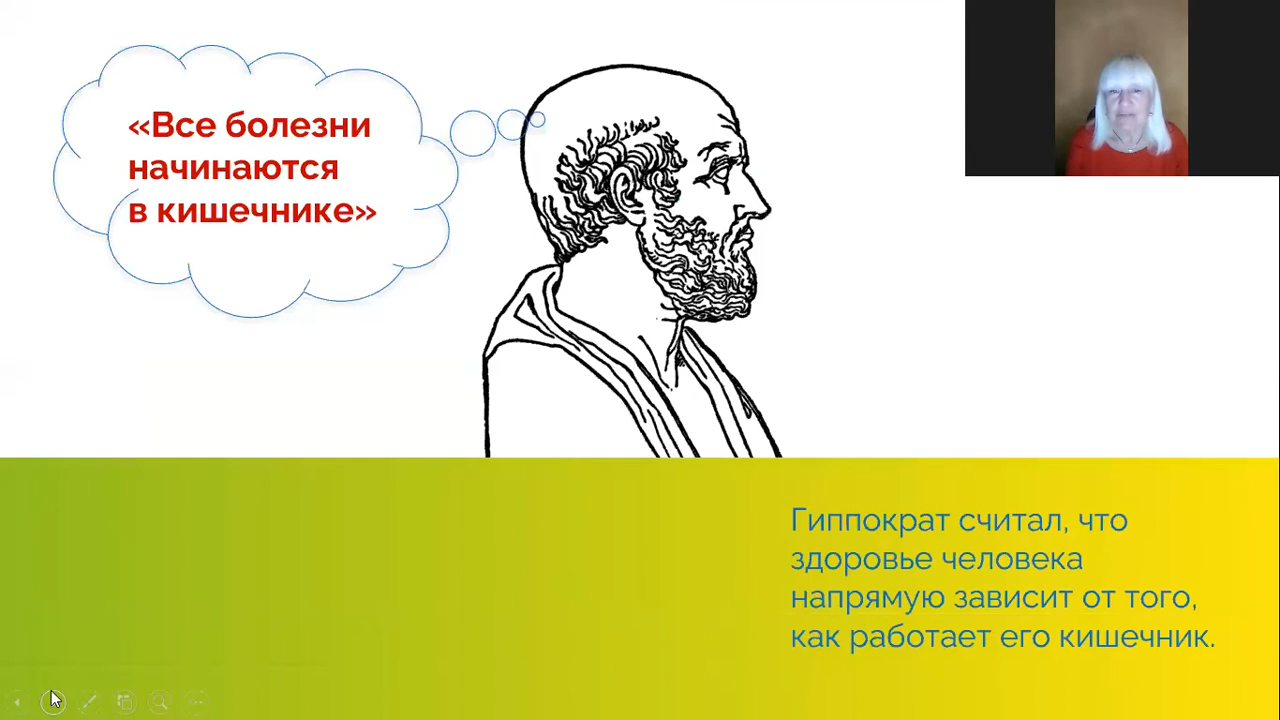 «Все болезни
начинаются
в кишечнике»
Гиппократ считал, что
здоровье человека
напрямую зависит от того,
как работает его кишечник.